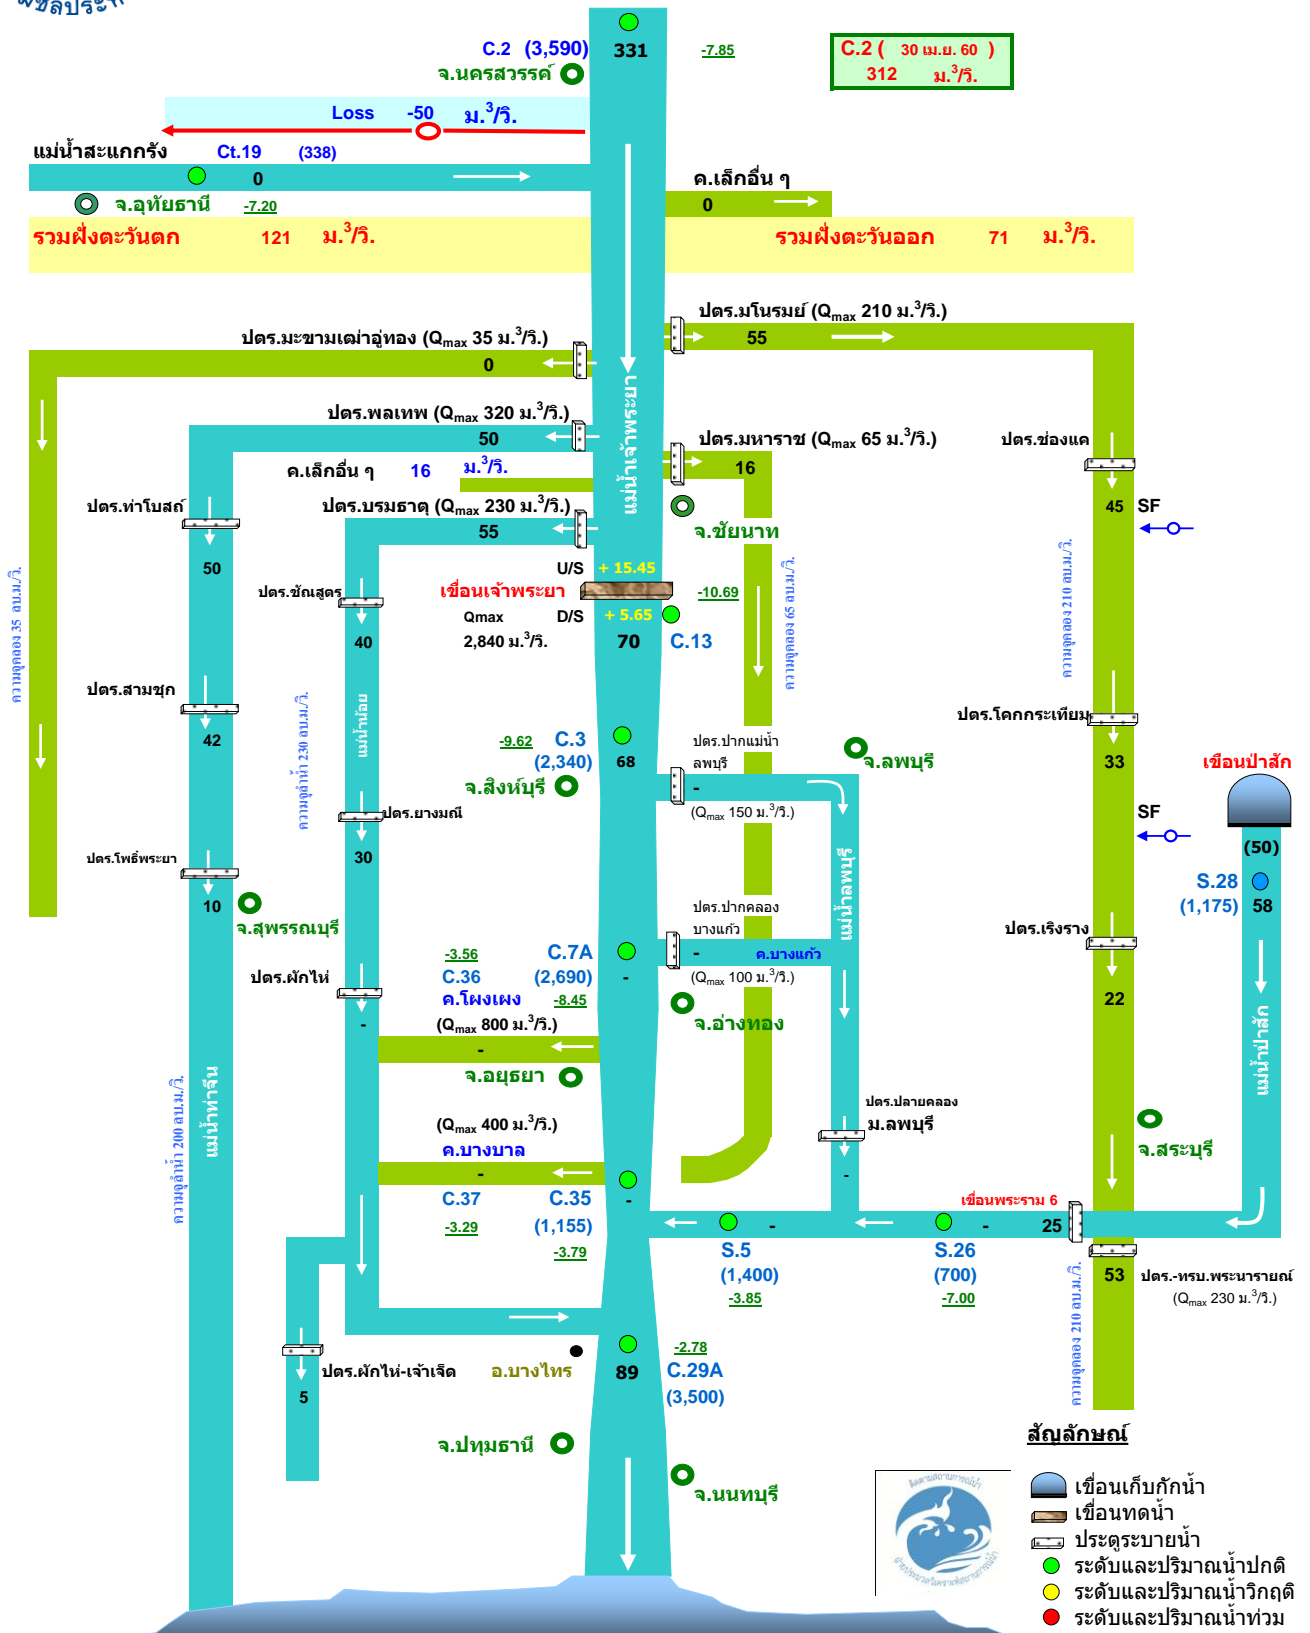 C.2 (3,590) 331 -7.85
C.2 ( 30 เม.ย. 60 )
312 ม.³/วิ.
จ.นครสวรรค์
Loss -50 ม.³/วิ.
แม่น้ำสะแกกรัง Ct.19 (338)
0
จ.อุทัยธานี -7.20
ค.เล็กอื่น ๆ
0
รวมฝั่งตะวันตก 121 ม.³/วิ.
รวมฝั่งตะวันออก 71 ม.³/วิ.
ปตร.มโนรมย์ (Qmax 210 ม.³/วิ.)
55
ปตร.มะขามเฒ่าอู่ทอง (Qmax 35 ม.³/วิ.)
0
แม่น้ำเจ้าพระยา
ปตร.พลเทพ (Qmax 320 ม.³/วิ.)
50
ปตร.มหาราช (Qmax 65 ม.³/วิ.)
16
ปตร.ช่องแค
45 SF
ค.เล็กอื่น ๆ 16 ม.³/วิ.
ปตร.บรมธาตุ (Qmax 230 ม.³/วิ.)
55
จ.ชัยนาท
ปตร.ท่าโบสถ์
50
U/S + 15.45
เขื่อนเจ้าพระยา
-10.69
Qmax D/S + 5.65
2,840 ม.³/วิ. 70 C.13
ปตร.ชัณสูตร
40
ความจุคลอง 35 ลบ.ม./วิ.
ความจุคลอง 65 ลบ.ม./วิ.
ความจุคลอง 210 ลบ.ม./วิ.
ปตร.สามชุก
42
แม่น้ำน้อย
ความจุลำน้ำ 230 ลบ.ม./วิ.
-9.62 C.3
(2,340) 68
จ.สิงห์บุรี
ปตร.ปากแม่น้ำ
ลพบุรี
-
(Qmax 150 ม.³/วิ.)
จ.ลพบุรี
ปตร.โคกกระเทียม
33
เขื่อนป่าสัก
SF
(50)
S.28
(1,175) 58
ปตร.ยางมณี
30
ปตร.โพธิ์พระยา
10
จ.สุพรรณบุรี
แม่น้ำลพบุรี
ปตร.ปากคลอง
บางแก้ว
- ค.บางแก้ว
(Qmax 100 ม.³/วิ.)
ปตร.เริงราง
22
-3.56 C.7A
C.36 (2,690) -
ค.โผงเผง -8.45
(Qmax 800 ม.³/วิ.)
-
ปตร.ผักไห่
-
จ.อ่างทอง
จ.อยุธยา
แม่น้ำป่าสัก
แม่น้ำท่าจีน
ความจุลำน้ำ 200 ลบ.ม./วิ.
ปตร.ปลายคลอง
ม.ลพบุรี
-
(Qmax 400 ม.³/วิ.)
ค.บางบาล
-
C.37 C.35 -
(1,155)
-3.29
-3.79
จ.สระบุรี
เขื่อนพระราม 6
- - 25
S.5 S.26
(1,400) (700)
-3.85 -7.00
53 ปตร.-ทรบ.พระนารายณ์
(Qmax 230 ม.³/วิ.)
ความจุคลอง 210 ลบ.ม./วิ.
ปตร.ผักไห่-เจ้าเจ็ด
5
อ.บางไทร
89 -2.78
C.29A
(3,500)
จ.ปทุมธานี
จ.นนทบุรี
สัญลักษณ์
เขื่อนเก็บกักน้ำ
เขื่อนทดน้ำ
ประตูระบายน้ำ
ระดับและปริมาณน้ำปกติ
ระดับและปริมาณน้ำวิกฤติ
ระดับและปริมาณน้ำท่วม